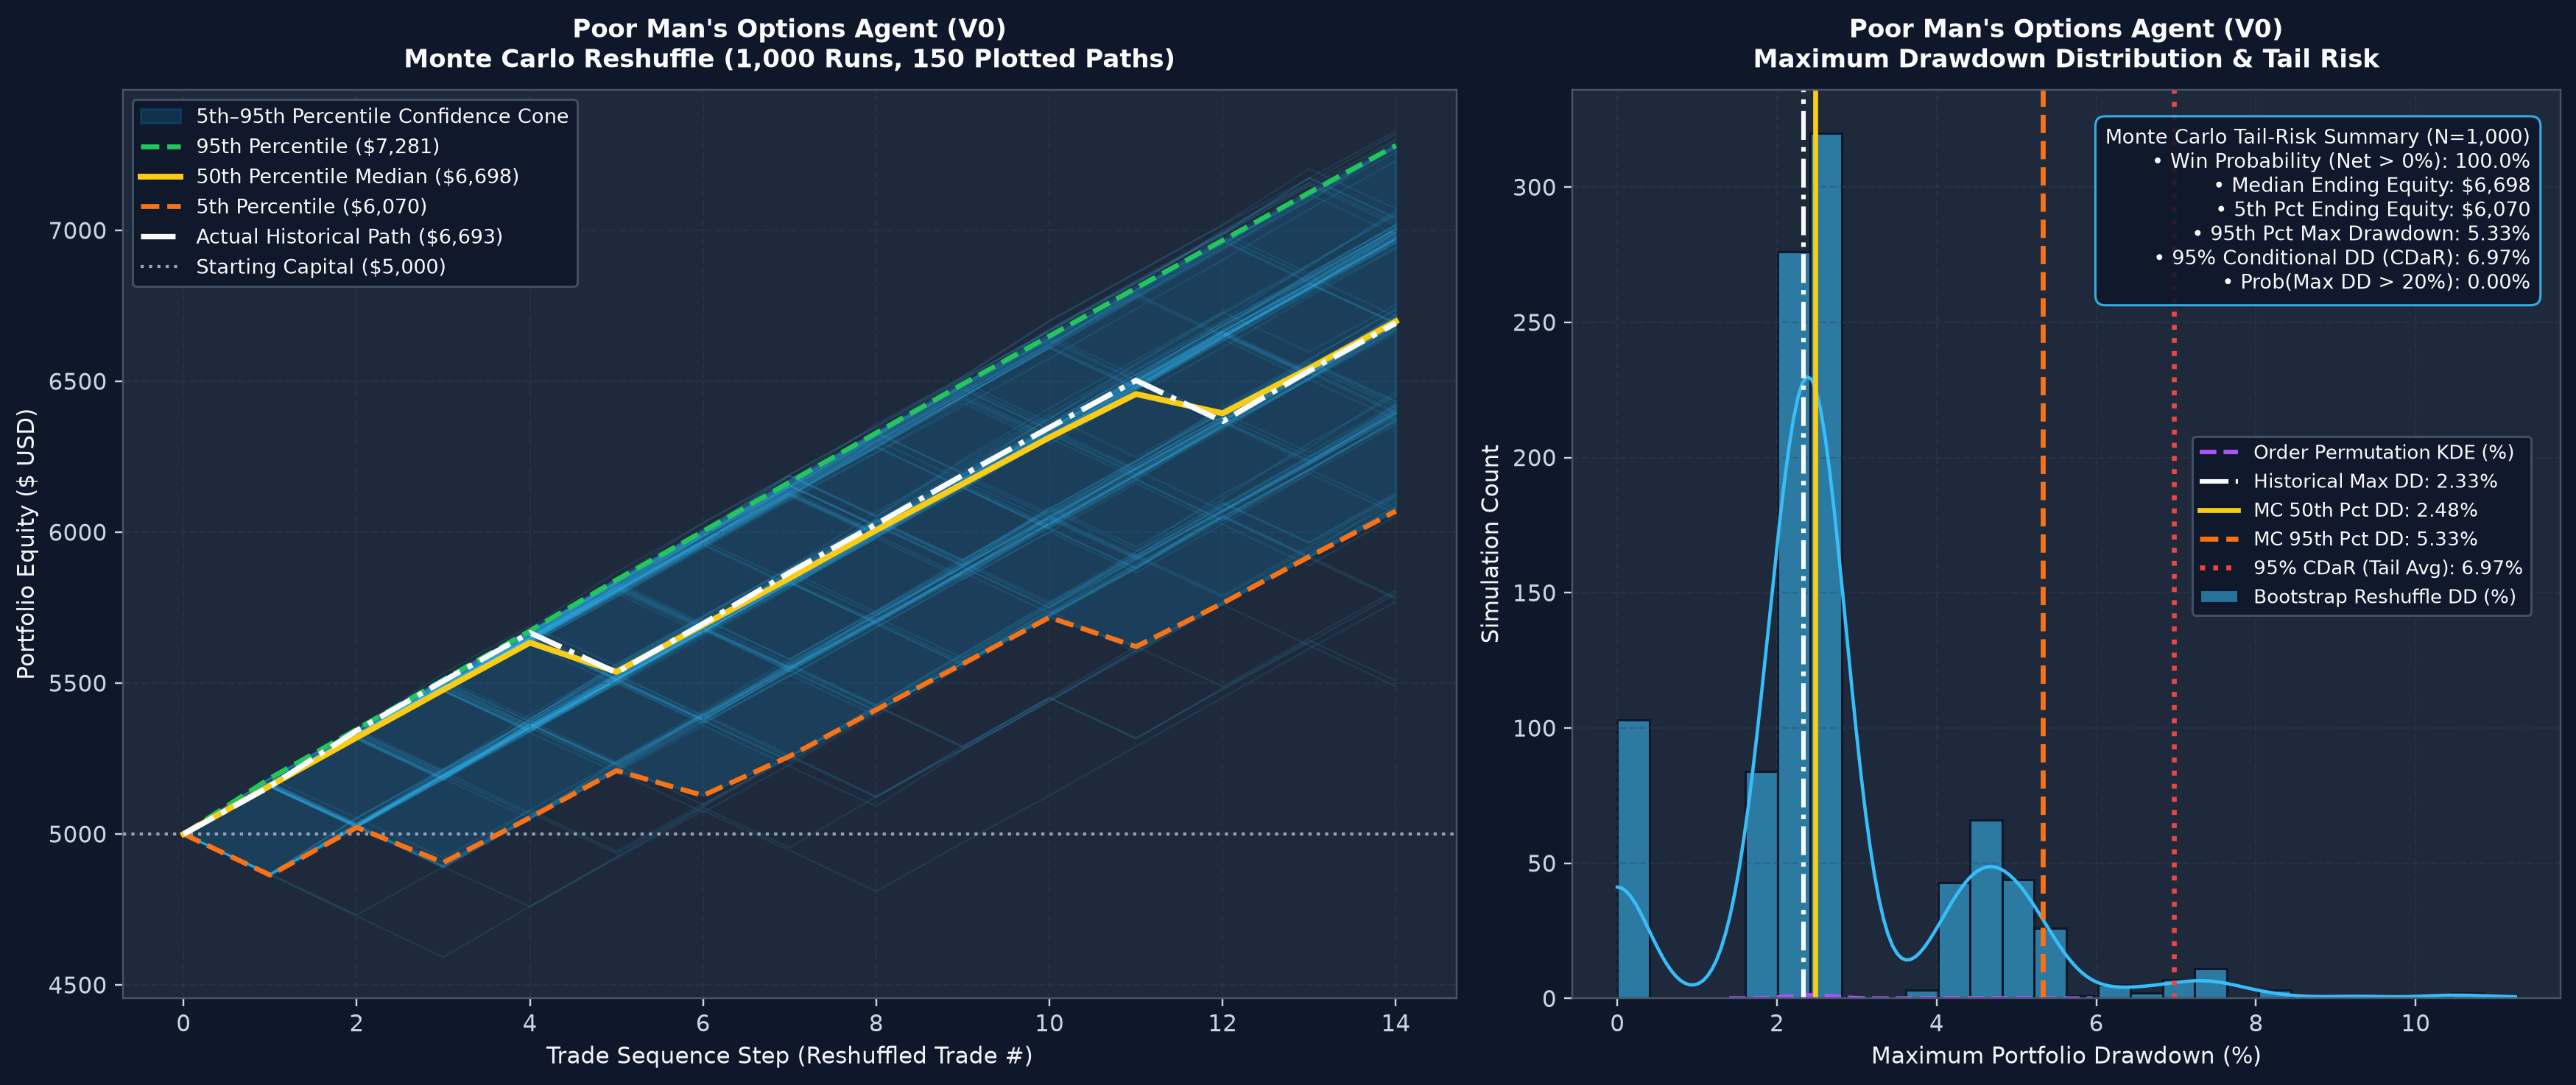 Poor Man's Options Agent (V0)
Monte Carlo Reshuffle (1,000 Runs, 150 Plotted Paths)
5th–95th Percentile Confidence Cone
95th Percentile ($7,281)
50th Percentile Median ($6,698)
5th Percentile ($6,070)
Actual Historical Path ($6,693)
Starting Capital ($5,000)
Portfolio Equity ($ USD)
7000
6500
6000
5500
5000
4500
0 2 4 6 8 10 12 14
Trade Sequence Step (Reshuffled Trade #)
Poor Man's Options Agent (V0)
Maximum Drawdown Distribution & Tail Risk
Monte Carlo Tail-Risk Summary (N=1,000)
• Win Probability (Net > 0%): 100.0%
• Median Ending Equity: $6,698
• 5th Pct Ending Equity: $6,070
• 95th Pct Max Drawdown: 5.33%
• 95% Conditional DD (CDaR): 6.97%
• Prob(Max DD > 20%): 0.00%
Order Permutation KDE (%)
Historical Max DD: 2.33%
MC 50th Pct DD: 2.48%
MC 95th Pct DD: 5.33%
95% CDaR (Tail Avg): 6.97%
Bootstrap Reshuffle DD (%)
Simulation Count
300
250
200
150
100
50
0
0 2 4 6 8 10
Maximum Portfolio Drawdown (%)